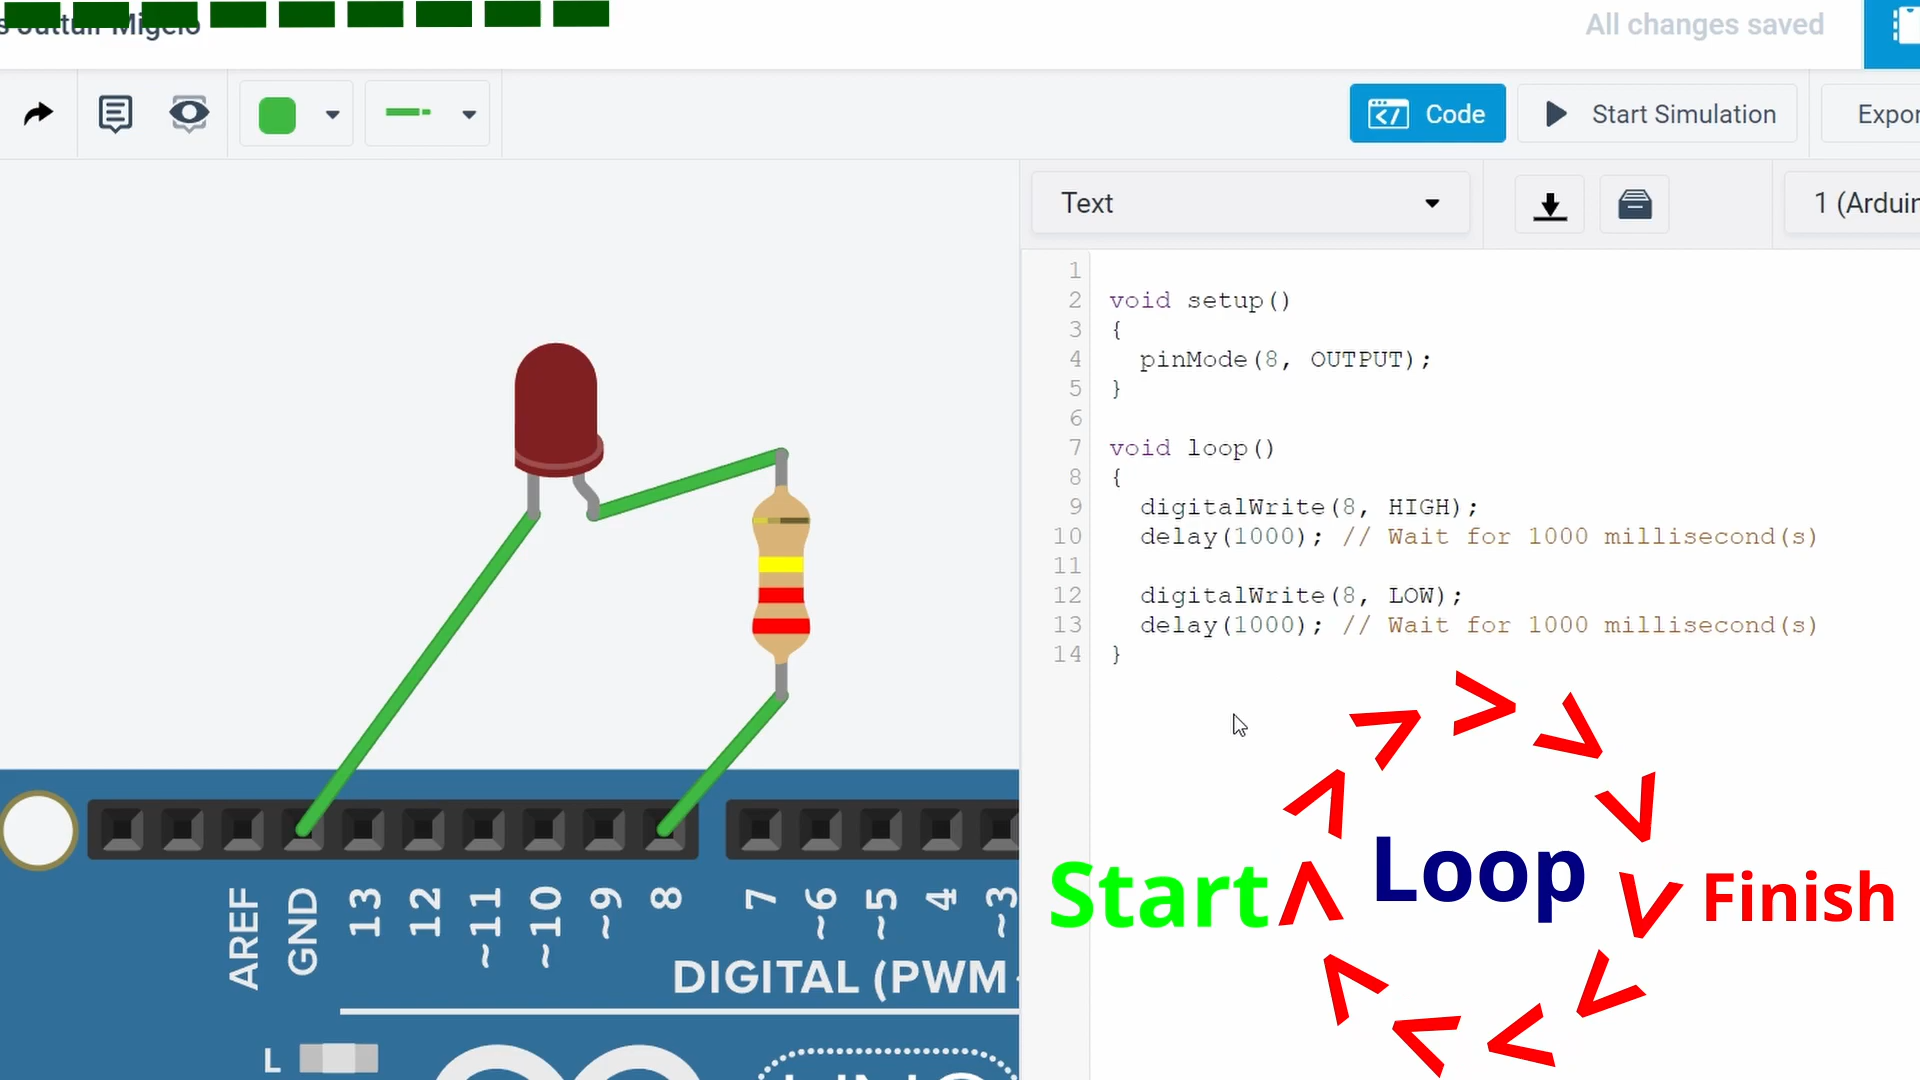 Migelo
All changes saved
Code
Start Simulation
Text
1 (Arduin
1
2 void setup()
3 {
4 pinMode(8, OUTPUT);
5 }
6
7 void loop()
8 {
9 digitalWrite(8, HIGH);
10 delay(1000); // Wait for 1000 millisecond(s)
11
12 digitalWrite(8, LOW);
13 delay(1000); // Wait for 1000 millisecond(s)
14 }
Start
Loop
Finish
AREF
GND
13
12
~11
~10
~9
8
7
~6
~5
4
~3
DIGITAL (PWM
L